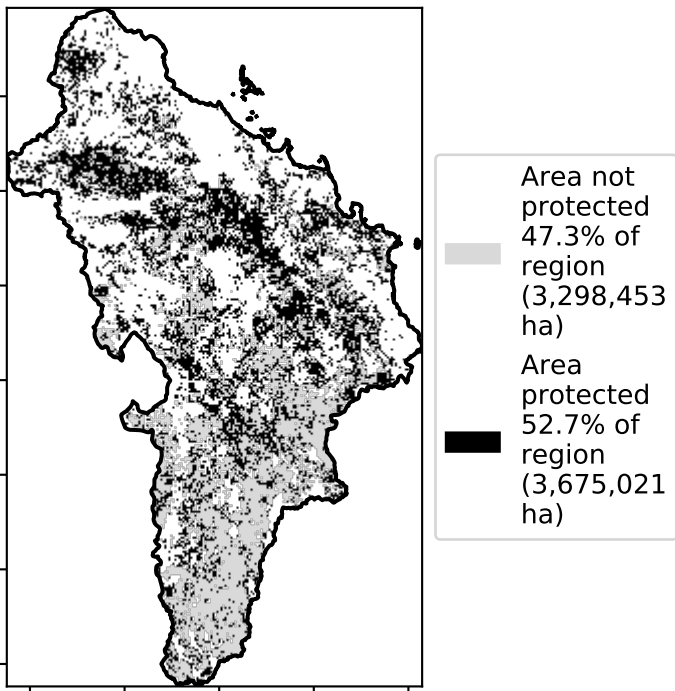 Area not
protected
47.3% of
region
(3,298,453
ha)
Area
protected
52.7% of
region
(3,675,021
ha)